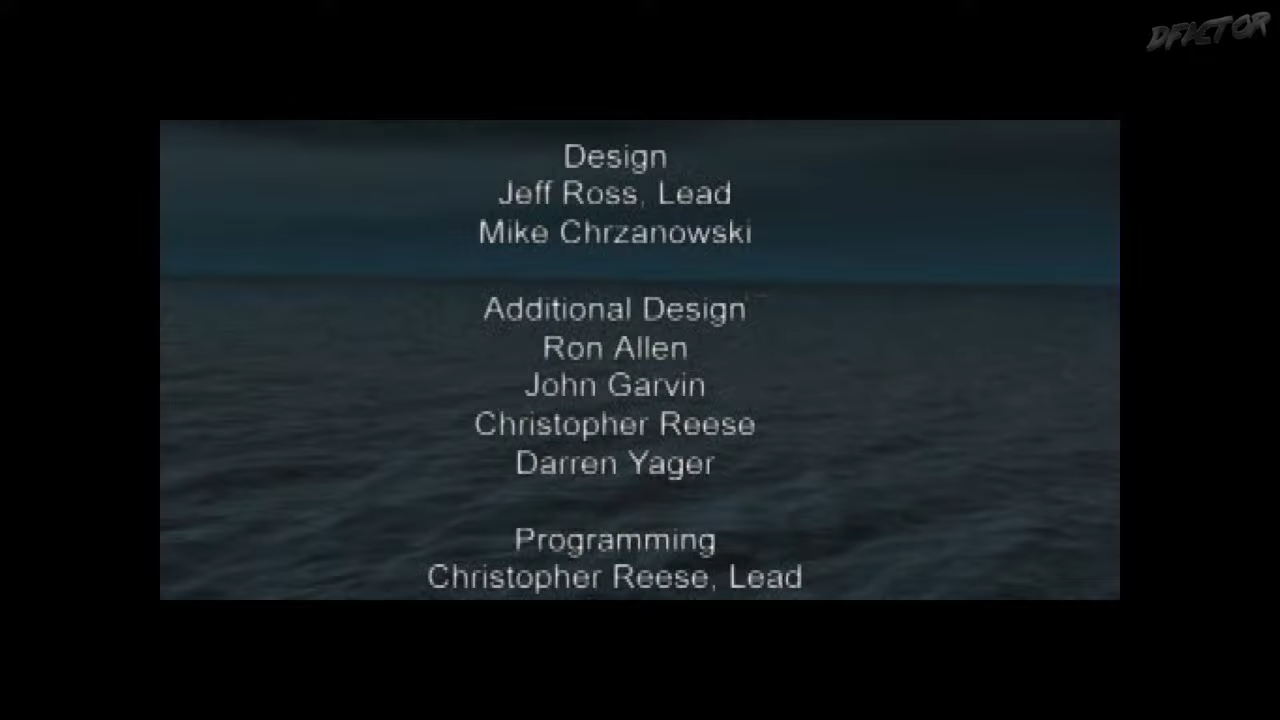 DFACTOR
Design
Jeff Ross, Lead
Mike Chrzanowski
Additional Design
Ron Allen
John Garvin
Christopher Reese
Darren Yager
Programming
Christopher Reese, Lead